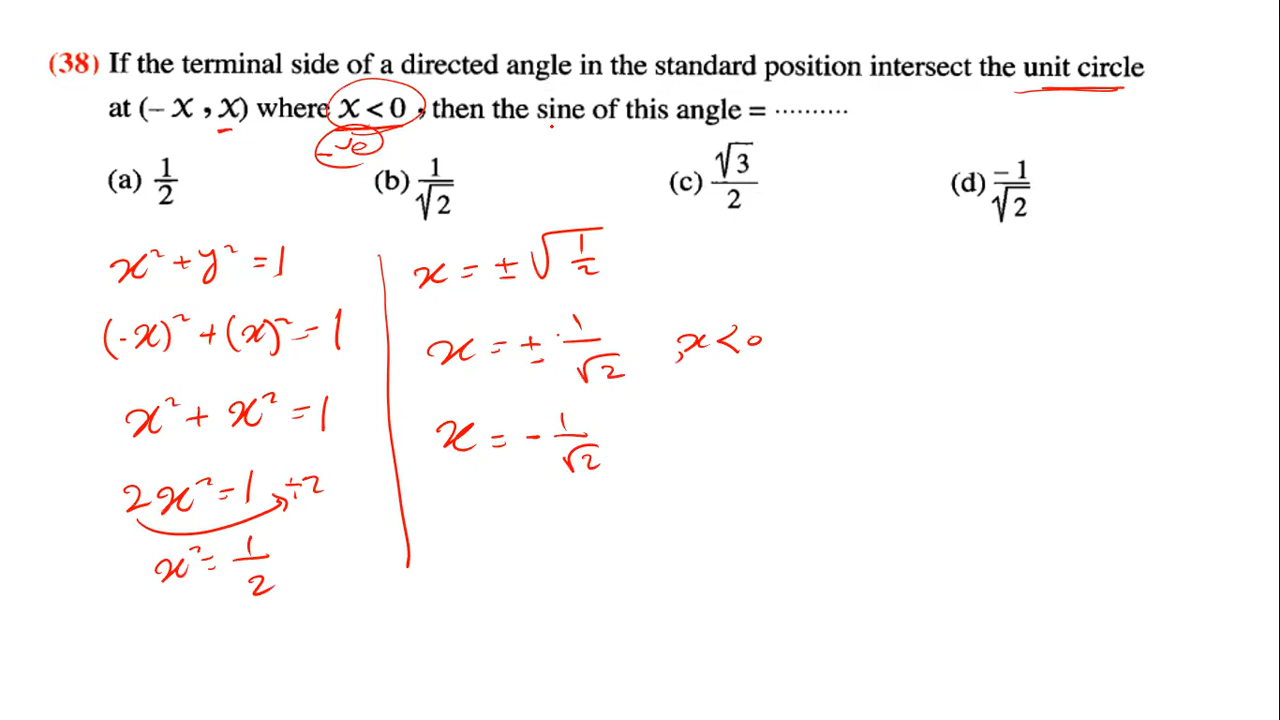 (38) If the terminal side of a directed angle in the standard position intersect the unit circle
at (– X , X) where X < 0 , then the sine of this angle = ··········
–ve
(a) 1/2 (b) 1/√2 (c) √3/2 (d) –1/√2
x² + y² = 1
(-x)² + (x)² = 1
x² + x² = 1
2x² = 1 ÷2
x² = 1/2
x = ± √1/2
x = ± 1/√2 , x < 0
x = - 1/√2